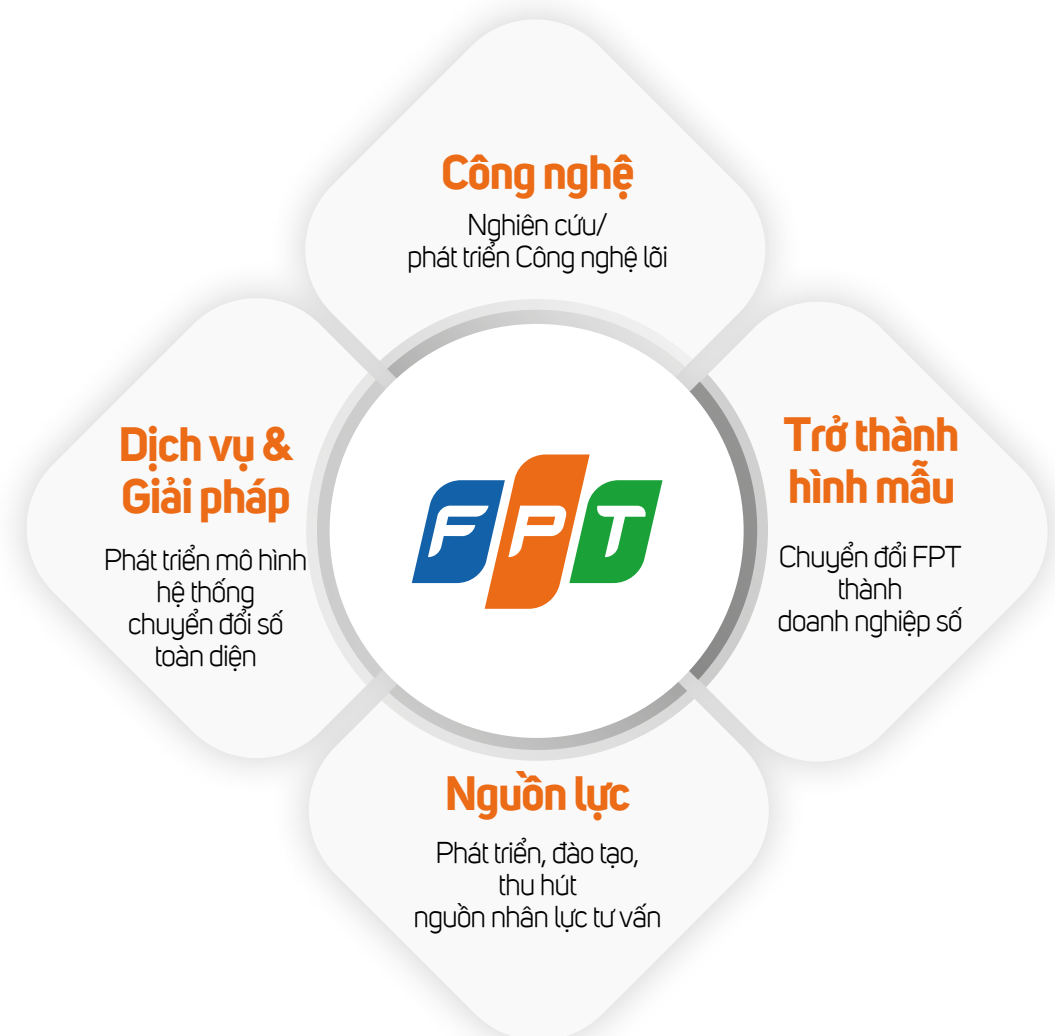 Công nghệ
Nghiên cứu/
phát triển Công nghệ lõi
Dịch vụ &
Giải pháp
Phát triển mô hình
hệ thống
chuyển đổi số
toàn diện
FPT
Trở thành
hình mẫu
Chuyển đổi FPT
thành
doanh nghiệp số
Nguồn lực
Phát triển, đào tạo,
thu hút
nguồn nhân lực tư vấn